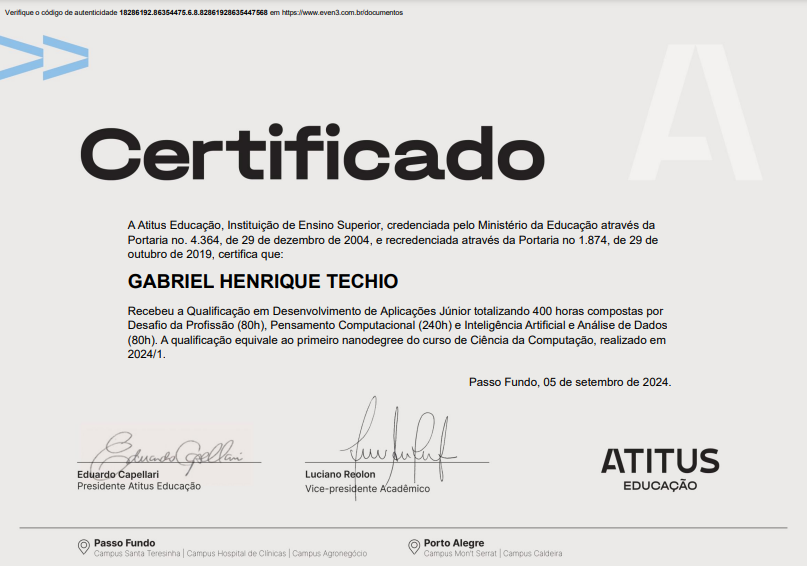 Verifique o código de autenticidade 18286192.86354475.6.8.82861928635447568 em https://www.even3.com.br/documentos
Certificado
A Atitus Educação, Instituição de Ensino Superior, credenciada pelo Ministério da Educação através da
Portaria no. 4.364, de 29 de dezembro de 2004, e recredenciada através da Portaria no 1.874, de 29 de
outubro de 2019, certifica que:
GABRIEL HENRIQUE TECHIO
Recebeu a Qualificação em Desenvolvimento de Aplicações Júnior totalizando 400 horas compostas por
Desafio da Profissão (80h), Pensamento Computacional (240h) e Inteligência Artificial e Análise de Dados
(80h). A qualificação equivale ao primeiro nanodegree do curso de Ciência da Computação, realizado em
2024/1.
Passo Fundo, 05 de setembro de 2024.
Eduardo Capellari
Eduardo Capellari
Presidente Atitus Educação
Luciano Reolon
Vice-presidente Acadêmico
ATITUS
EDUCAÇÃO
Passo Fundo
Campus Santa Teresinha | Campus Hospital de Clínicas | Campus Agronegócio
Porto Alegre
Campus Mon't Serrat | Campus Caldeira